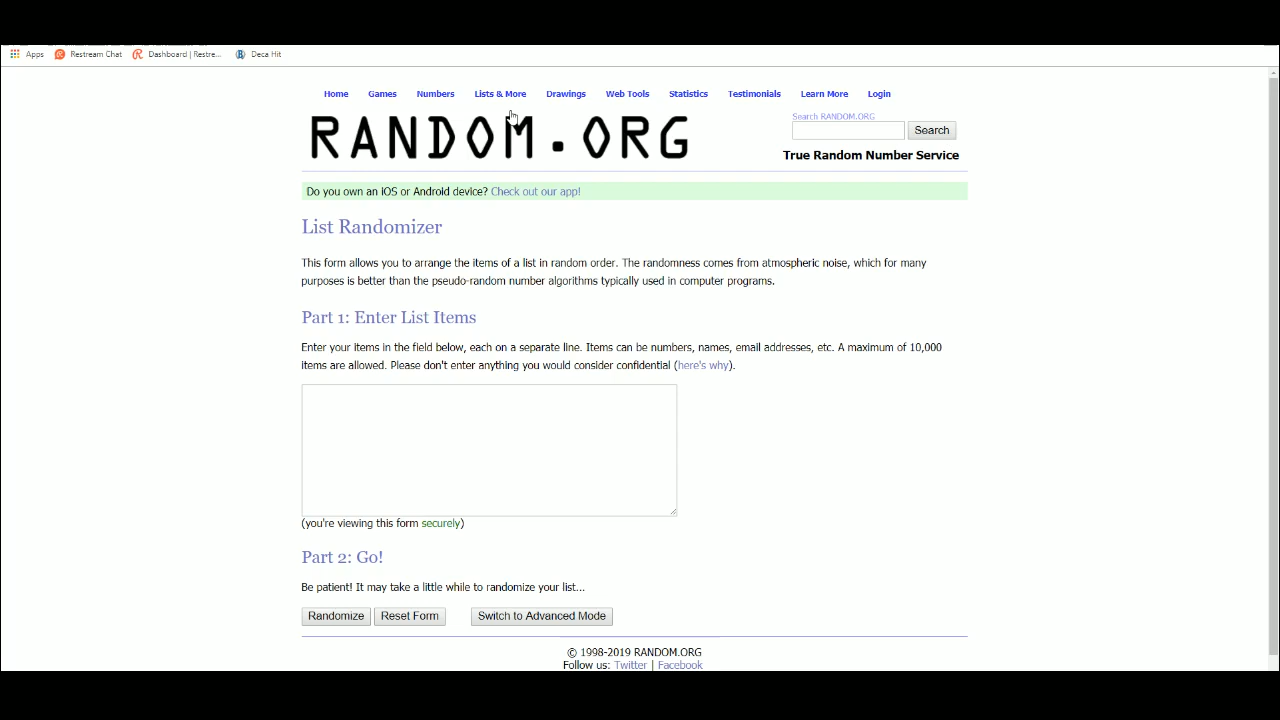 Apps Restream Chat Dashboard | Restre... Deca Hit
Home Games Numbers Lists & More Drawings Web Tools Statistics Testimonials Learn More Login
RANDOM.ORG
Search RANDOM.ORG
Search
True Random Number Service
Do you own an iOS or Android device? Check out our app!
List Randomizer
This form allows you to arrange the items of a list in random order. The randomness comes from atmospheric noise, which for many
purposes is better than the pseudo-random number algorithms typically used in computer programs.
Part 1: Enter List Items
Enter your items in the field below, each on a separate line. Items can be numbers, names, email addresses, etc. A maximum of 10,000
items are allowed. Please don't enter anything you would consider confidential (here's why).
(you're viewing this form securely)
Part 2: Go!
Be patient! It may take a little while to randomize your list...
Randomize Reset Form Switch to Advanced Mode
© 1998-2019 RANDOM.ORG
Follow us: Twitter | Facebook